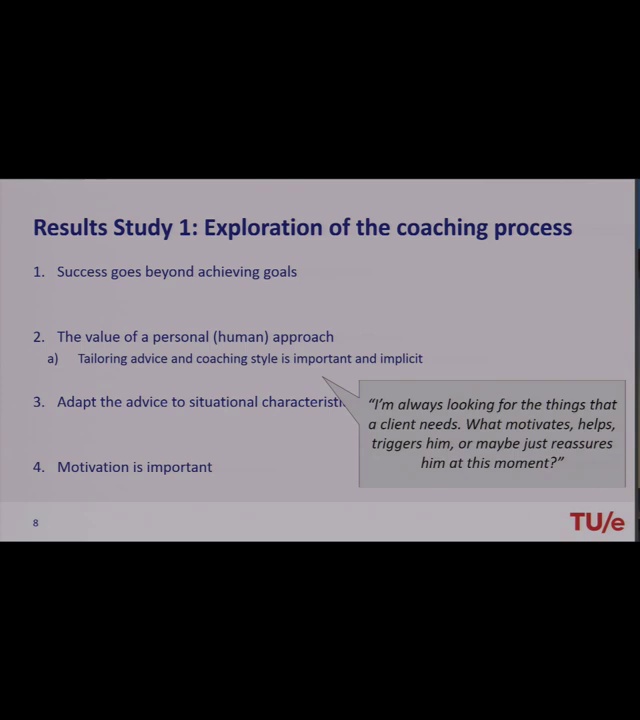 Results Study 1: Exploration of the coaching process
1. Success goes beyond achieving goals
2. The value of a personal (human) approach
a) Tailoring advice and coaching style is important and implicit
3. Adapt the advice to situational
“I’m always looking for the things that
a client needs. What motivates, helps,
triggers him, or maybe just reassures
him at this moment?”
4. Motivation is important
8
TU/e